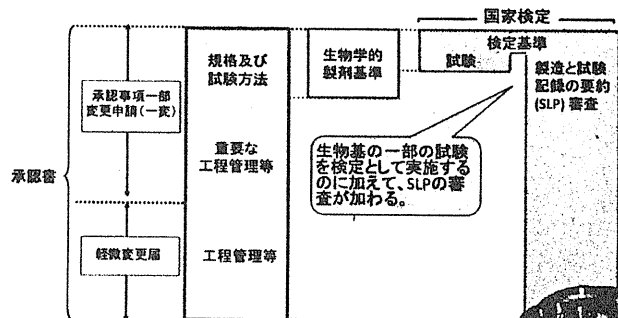 国家検定
検定基準
試験
製造と試験
記録の要約
(SLP) 審査
規格及び
試験方法
生物学的
製剤基準
承認事項一部
変更申請(一変)
重要な
工程管理等
生物基の一部の試験
を検定として実施する
のに加えて、SLPの審
査が加わる。
承認書
軽微変更届
工程管理等